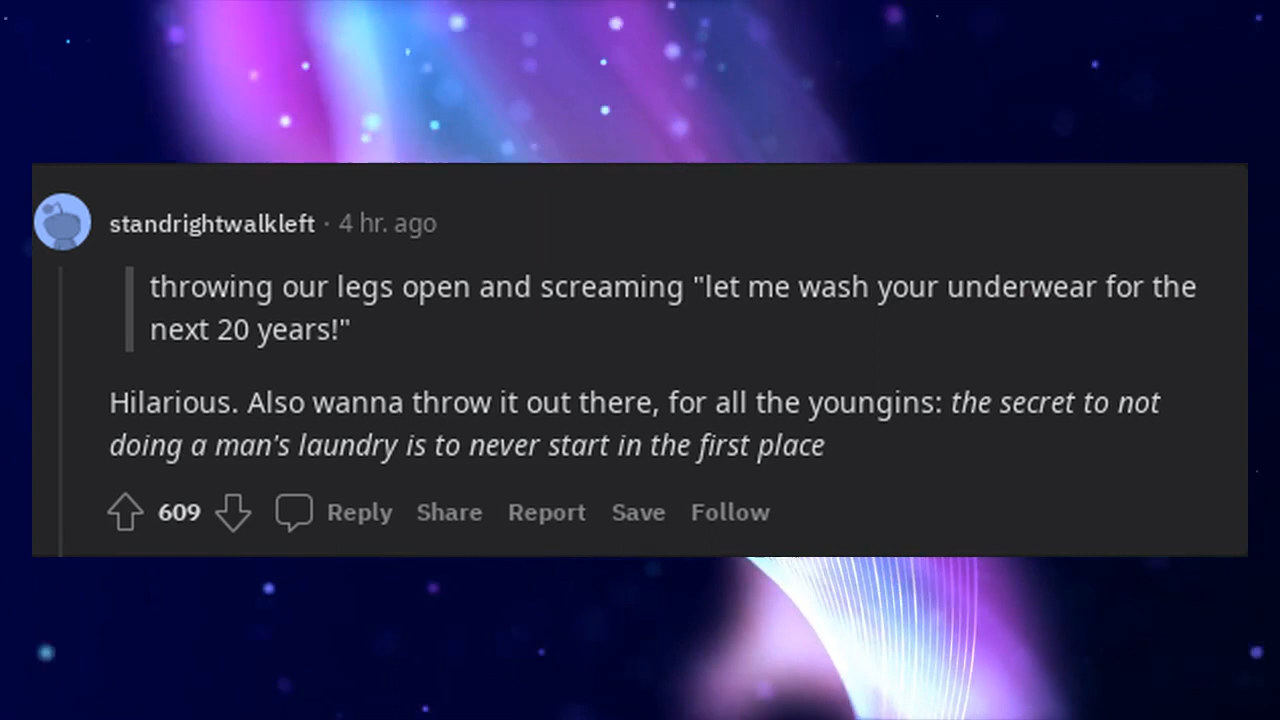 standrightwalkleft · 4 hr. ago
throwing our legs open and screaming "let me wash your underwear for the
next 20 years!"
Hilarious. Also wanna throw it out there, for all the youngins: the secret to not
doing a man's laundry is to never start in the first place
609 Reply Share Report Save Follow